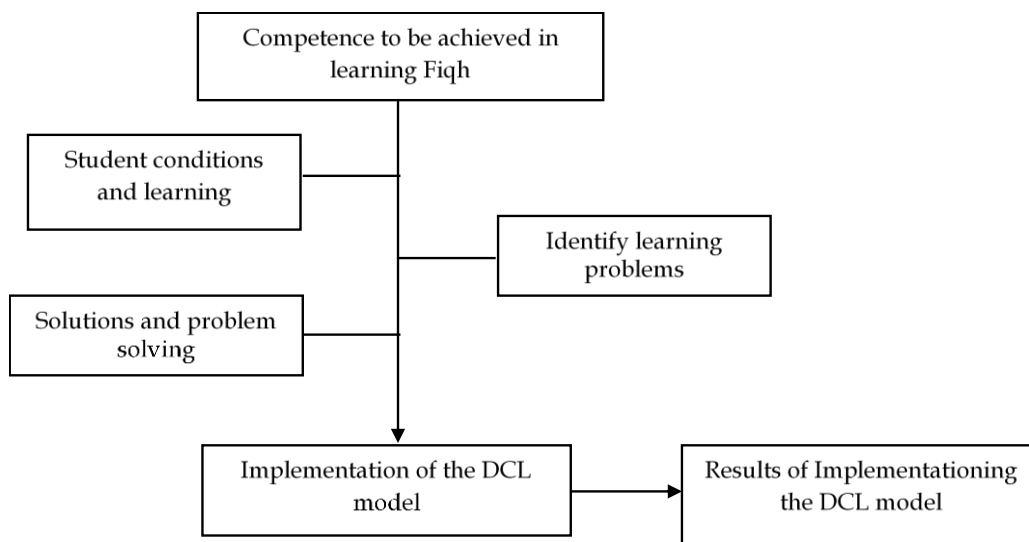 Competence to be achieved in
learning Fiqh
Student conditions
and learning
Identify learning
problems
Solutions and problem
solving
Implementation of the DCL
model
Results of Implementationing
the DCL model